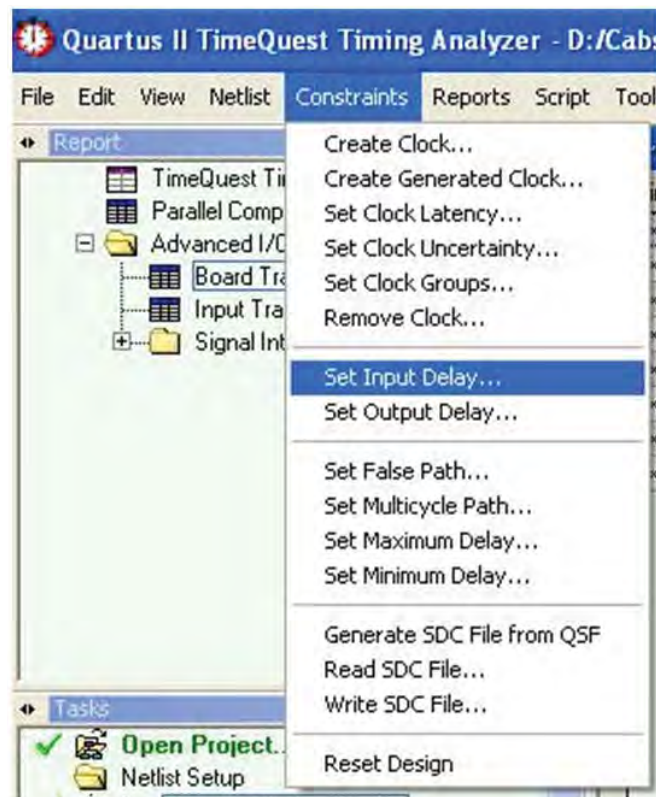 Quartus II TimeQuest Timing Analyzer - D:/Cabs
File Edit View Netlist Constraints Reports Script Tool
Report
TimeQuest Ti
Parallel Comp
Advanced I/O
Board Tra
Input Tra
Signal Int
Create Clock...
Create Generated Clock...
Set Clock Latency...
Set Clock Uncertainty...
Set Clock Groups...
Remove Clock...
Set Input Delay...
Set Output Delay...
Set False Path...
Set Multicycle Path...
Set Maximum Delay...
Set Minimum Delay...
Generate SDC File from QSF
Read SDC File...
Write SDC File...
Reset Design
Tasks
Open Project..
Netlist Setup